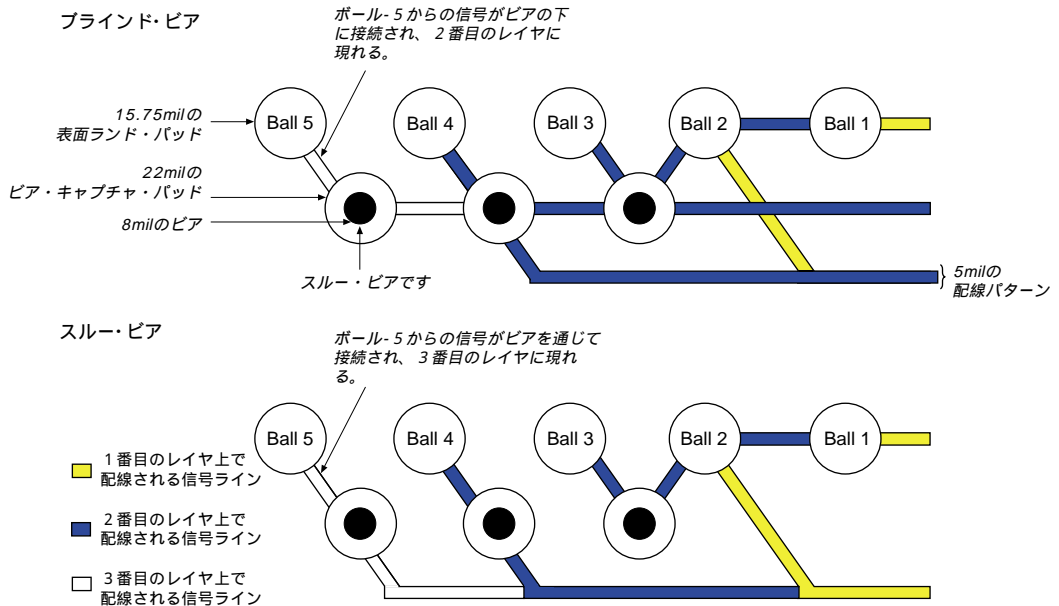 ブラインド・ビア
ボール-5からの信号がビアの下
に接続され、2番目のレイヤに
現れる。
15.75milの
表面ランド・パッド
Ball 5
Ball 4
Ball 3
Ball 2
Ball 1
22milの
ビア・キャプチャ・パッド
8milのビア
スルー・ビアです
5milの
配線パターン
スルー・ビア
ボール-5からの信号がビアを通じて
接続され、3番目のレイヤに現れ
る。
Ball 5
Ball 4
Ball 3
Ball 2
Ball 1
1番目のレイヤ上で
配線される信号ライン
2番目のレイヤ上で
配線される信号ライン
3番目のレイヤ上で
配線される信号ライン